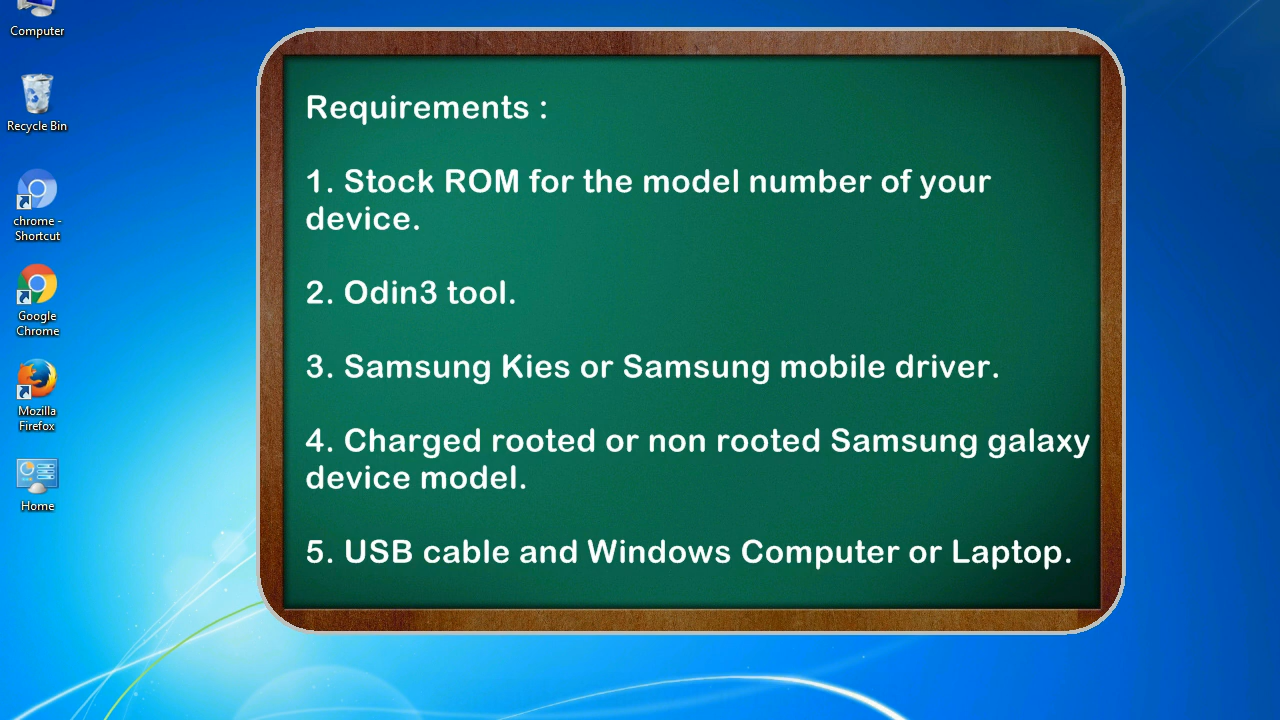 Computer
Recycle Bin
chrome -
Shortcut
Google
Chrome
Mozilla
Firefox
Home
Requirements :
1. Stock ROM for the model number of your
device.
2. Odin3 tool.
3. Samsung Kies or Samsung mobile driver.
4. Charged rooted or non rooted Samsung galaxy
device model.
5. USB cable and Windows Computer or Laptop.